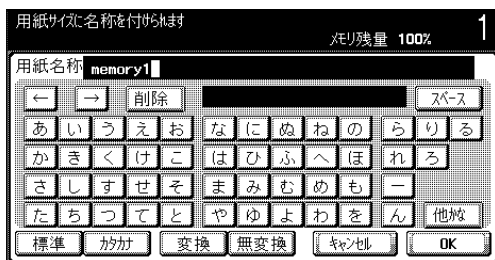 用紙サイズに名称を付けられます
メモリ残量 100% 1
用紙名称 memory1
← → 削除 スペース
あ い う え お な に ぬ ね の ら り る
か き く け こ は ひ ふ へ ほ れ ろ
さ し す せ そ ま み む め も ー
た ち つ て と や ゆ よ わ を ん 他かな
標準 カタカナ 変換 無変換 キャンセル OK